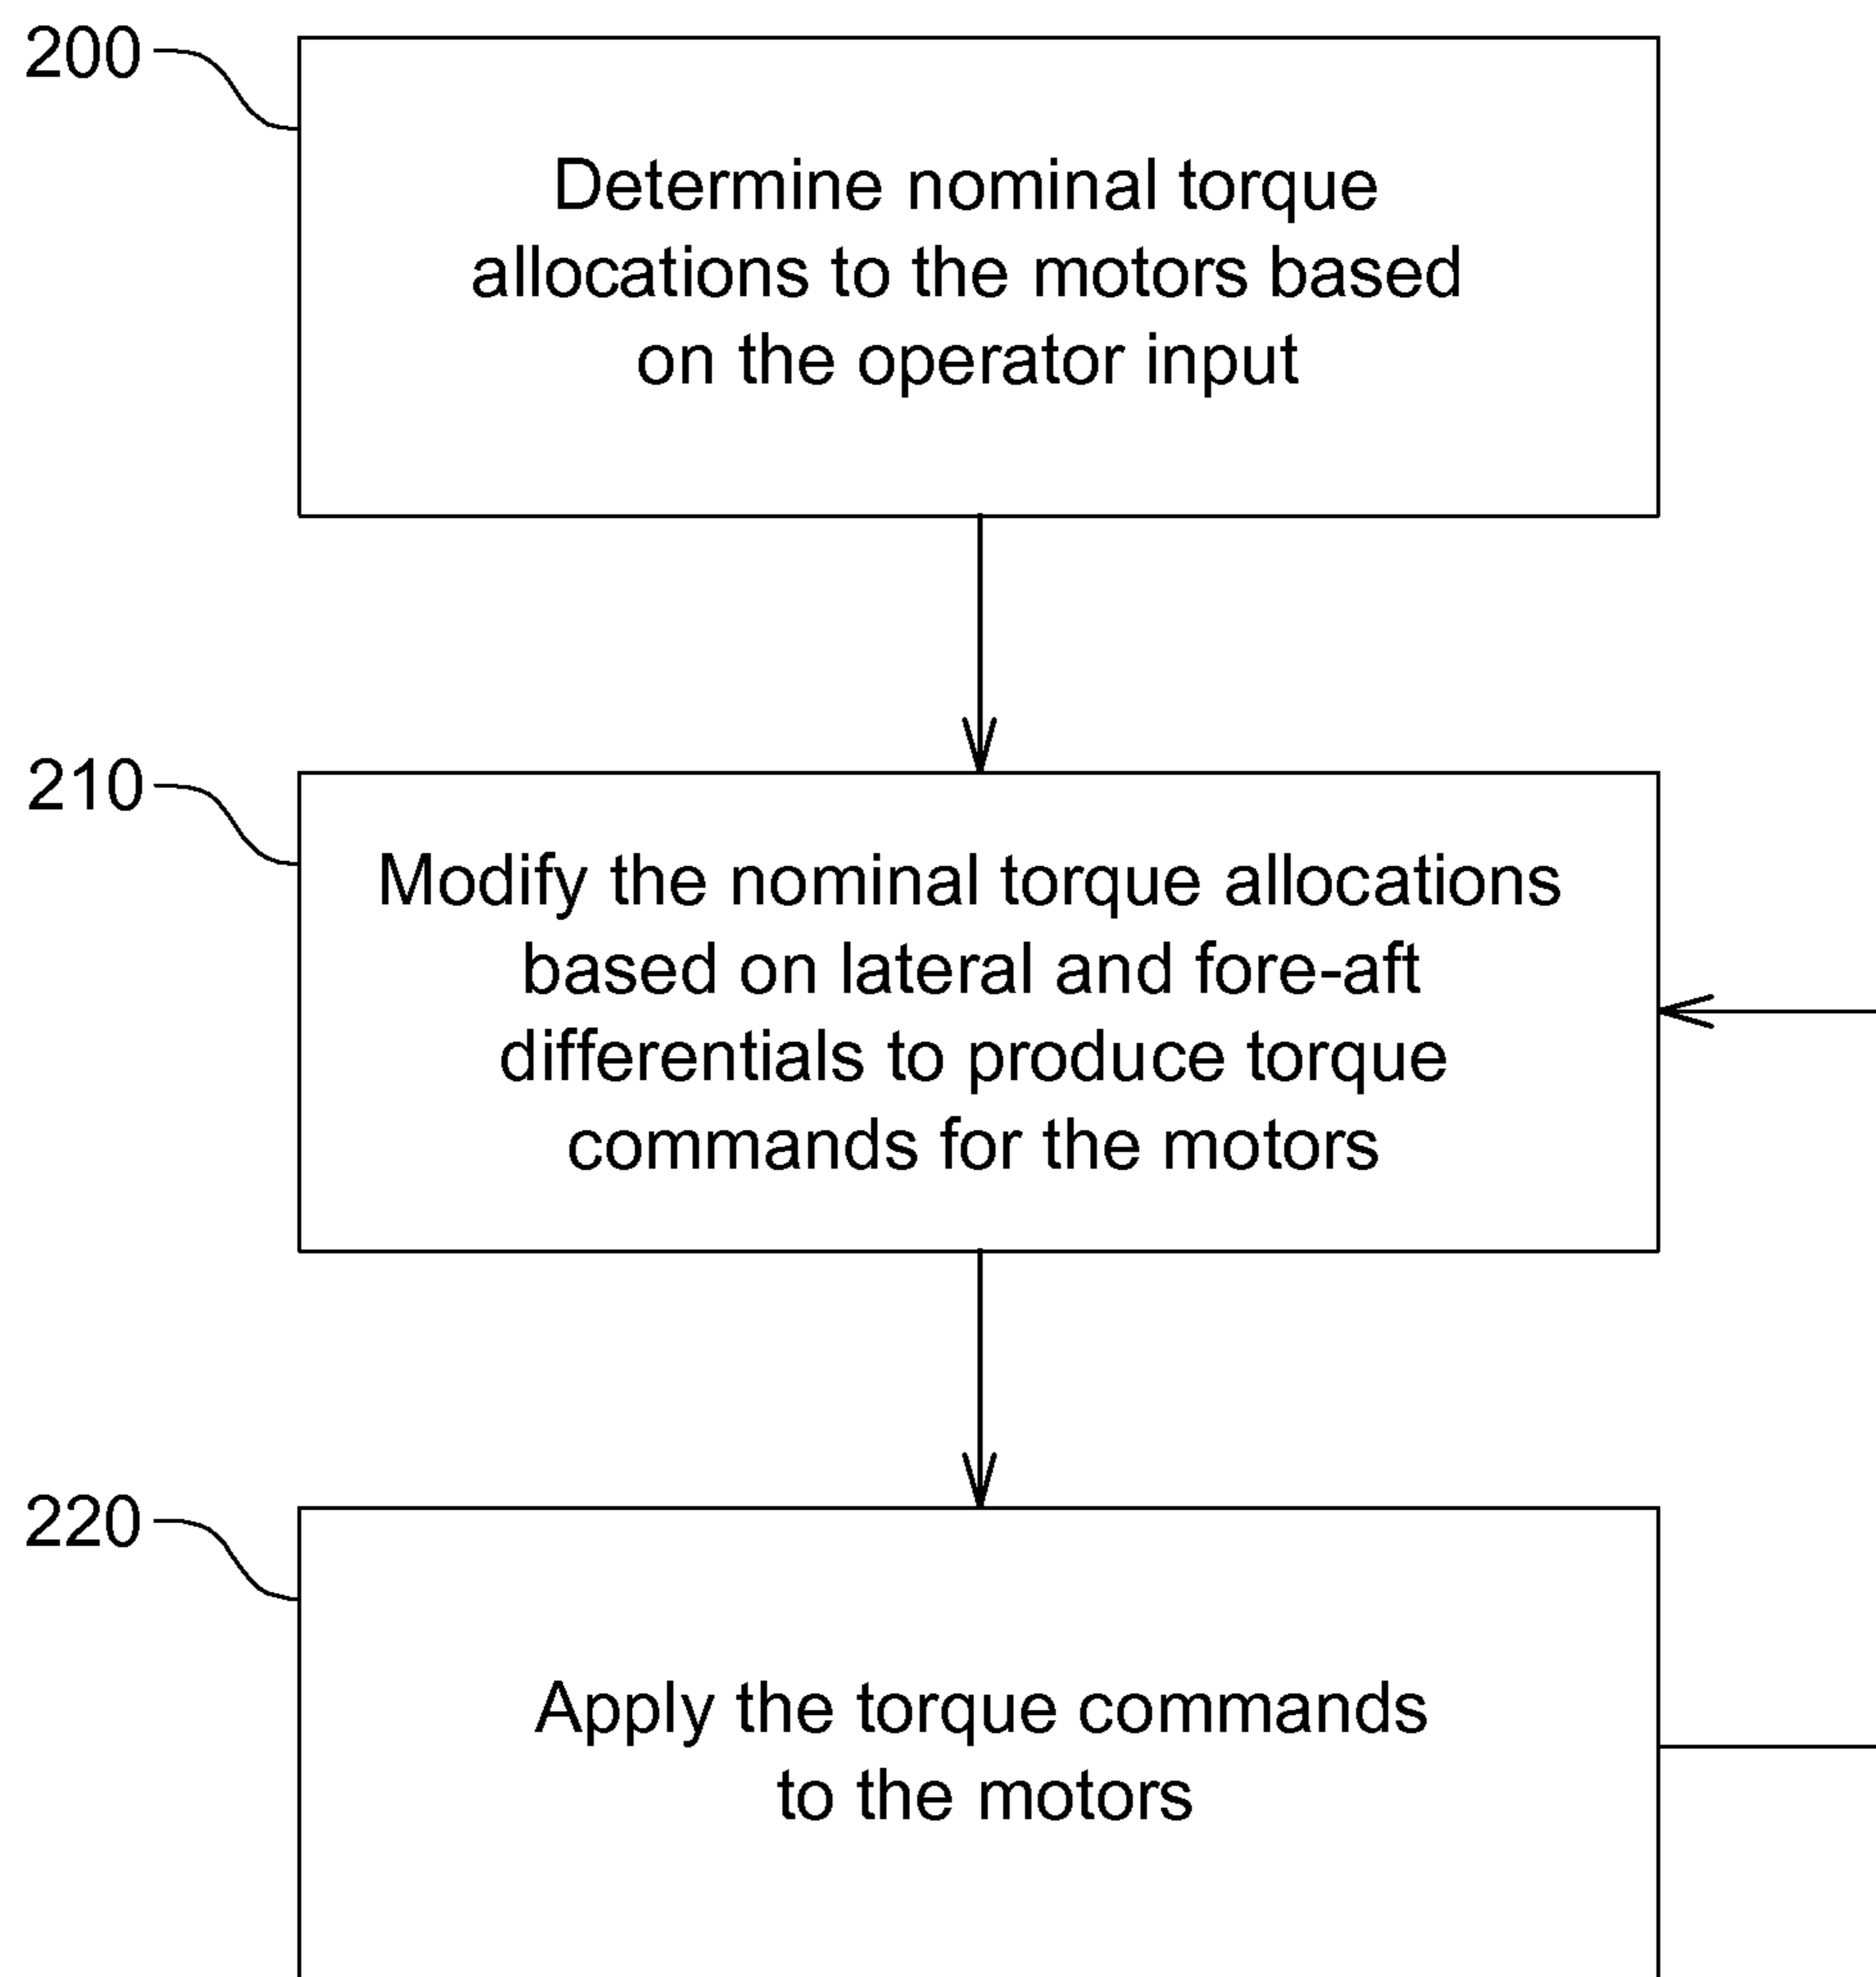 200
Determine nominal torque
allocations to the motors based
on the operator input
210
Modify the nominal torque allocations
based on lateral and fore-aft
differentials to produce torque
commands for the motors
220
Apply the torque commands
to the motors